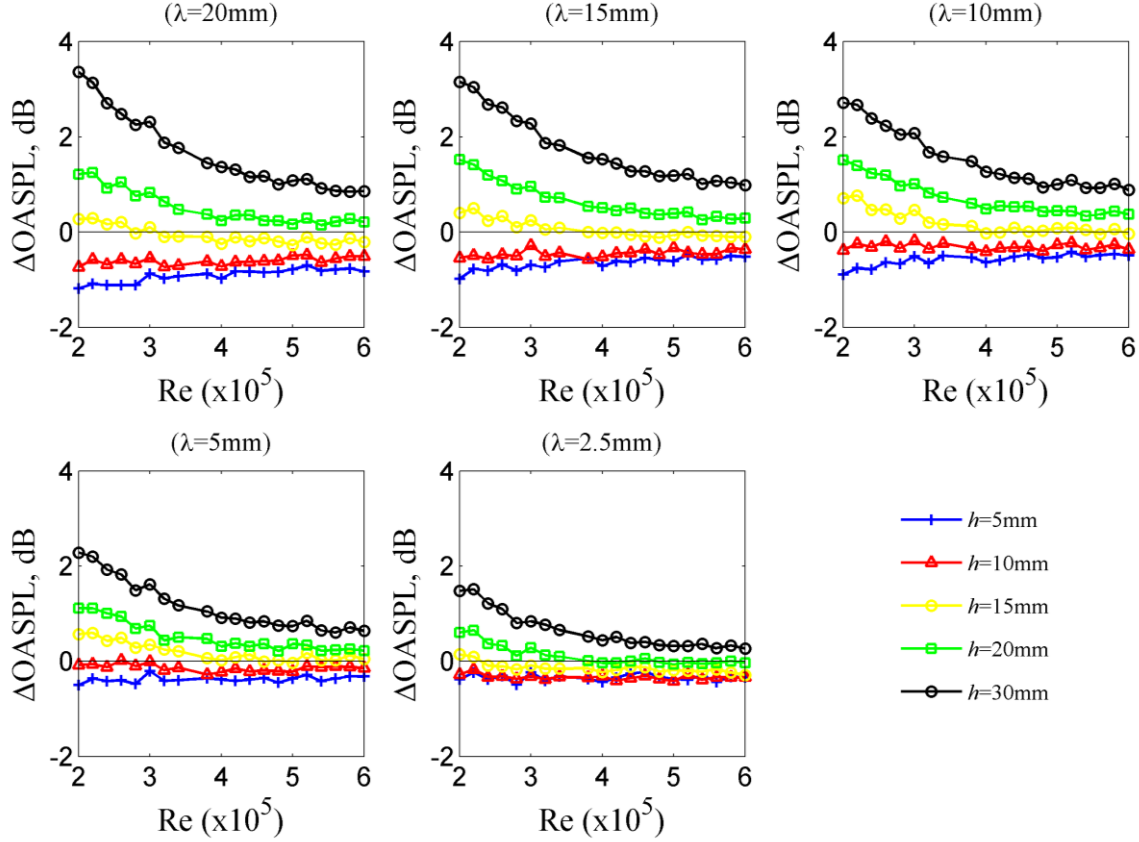 (λ=20mm)
(λ=15mm)
(λ=10mm)
ΔOASPL, dB
4
2
0
-2
2 3 4 5 6
Re (x10⁵)
ΔOASPL, dB
4
2
0
-2
2 3 4 5 6
Re (x10⁵)
ΔOASPL, dB
4
2
0
-2
2 3 4 5 6
Re (x10⁵)
(λ=5mm)
(λ=2.5mm)
ΔOASPL, dB
4
2
0
-2
2 3 4 5 6
Re (x10⁵)
ΔOASPL, dB
4
2
0
-2
2 3 4 5 6
Re (x10⁵)
h=5mm
h=10mm
h=15mm
h=20mm
h=30mm